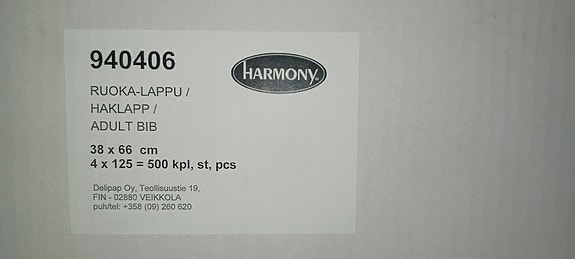 940406
HARMONY
RUOKA-LAPPU /
HAKLAPP /
ADULT BIB
38 x 66 cm
4 x 125 = 500 kpl, st, pcs
Delipap Oy, Teollisuustie 19,
FIN - 02880 VEIKKOLA
puh/tel: +358 (09) 260 620